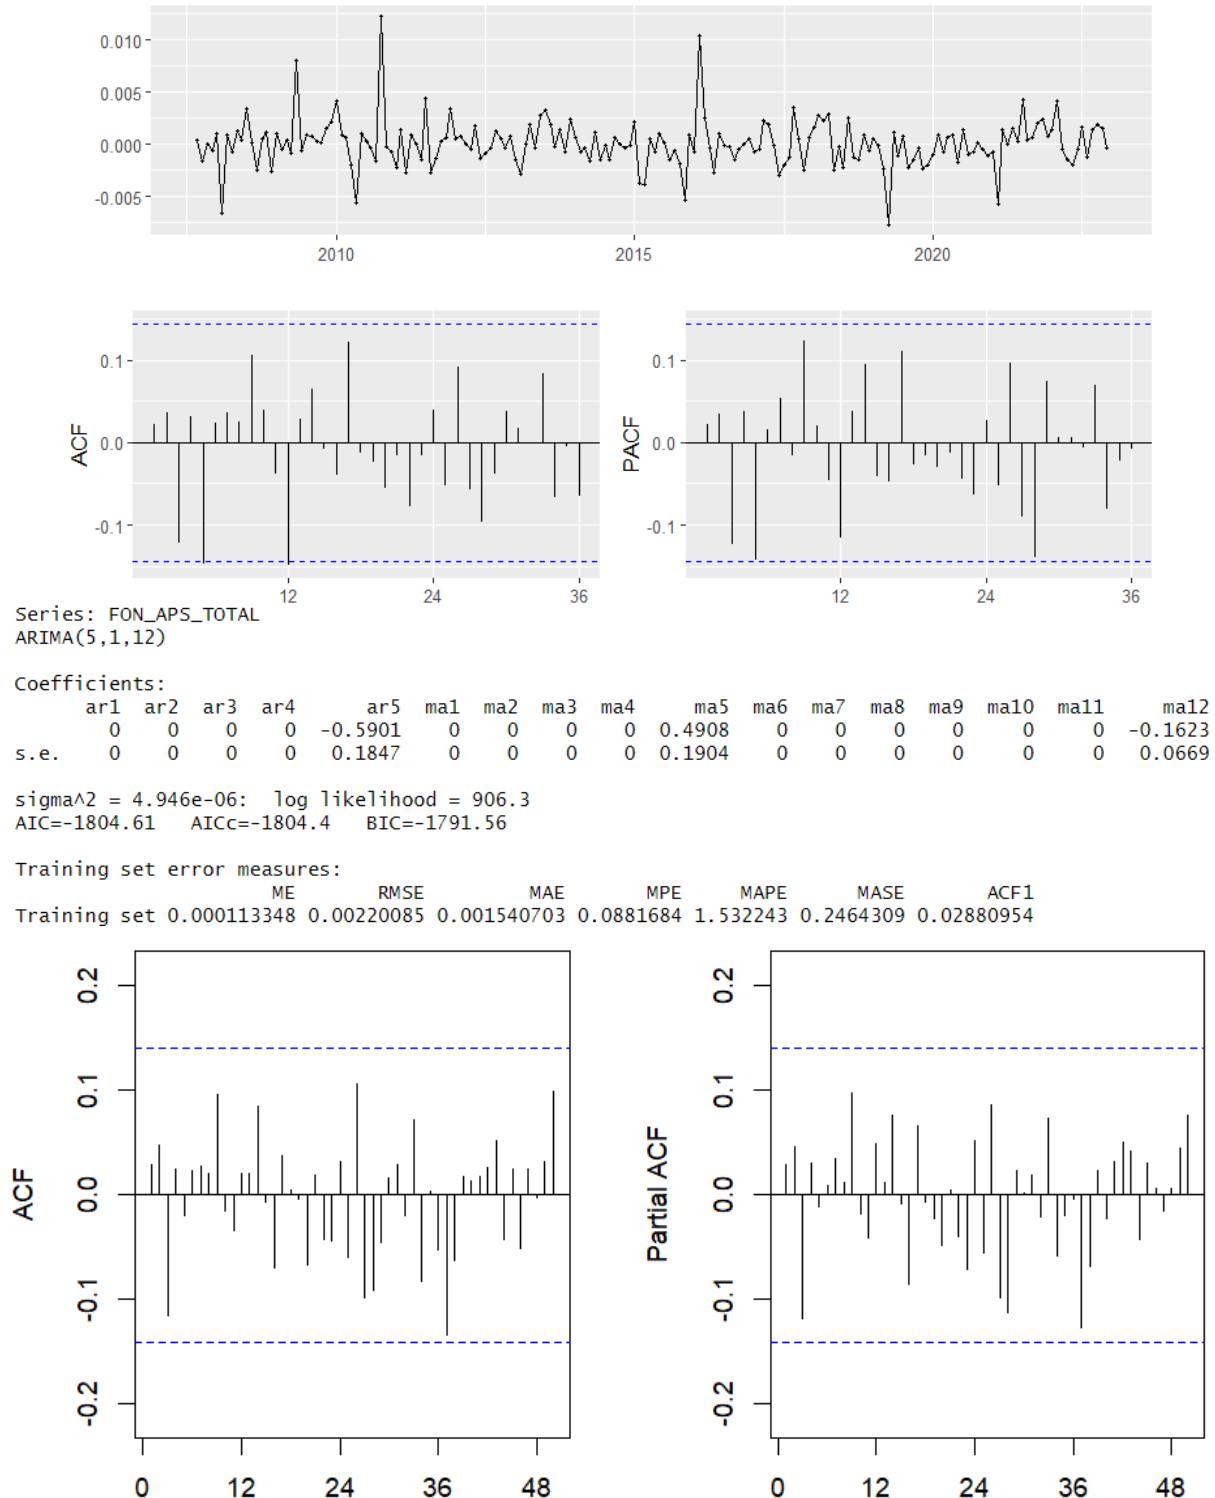 0.010
0.005
0.000
-0.005
2010 2015 2020
ACF
0.1
0.0
-0.1
12 24 36
PACF
0.1
0.0
-0.1
12 24 36
Series: FON_APS_TOTAL
ARIMA(5,1,12)
Coefficients:
ar1 ar2 ar3 ar4 ar5 ma1 ma2 ma3 ma4 ma5 ma6 ma7 ma8 ma9 ma10 ma11 ma12
0 0 0 0 -0.5901 0 0 0 0 0.4908 0 0 0 0 0 0 -0.1623
s.e. 0 0 0 0 0.1847 0 0 0 0 0.1904 0 0 0 0 0 0 0.0669
sigma^2 = 4.946e-06: log likelihood = 906.3
AIC=-1804.61 AICc=-1804.4 BIC=-1791.56
Training set error measures:
ME RMSE MAE MPE MAPE MASE ACF1
Training set 0.000113348 0.00220085 0.001540703 0.0881684 1.532243 0.2464309 0.02880954
ACF
0.2
0.1
0.0
-0.1
-0.2
0 12 24 36 48
Partial ACF
0.2
0.1
0.0
-0.1
-0.2
0 12 24 36 48